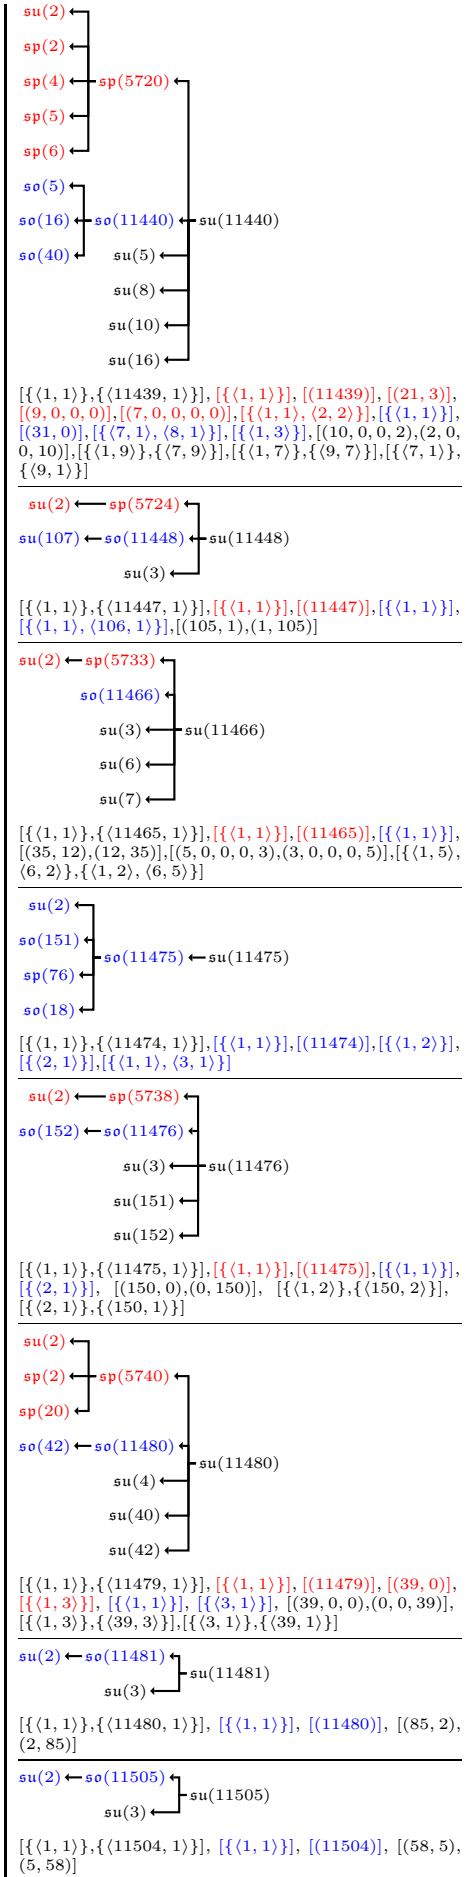 𝔰𝔲(2)
𝔰𝔭(2)
𝔰𝔭(4) 𝔰𝔭(5720)
𝔰𝔭(5)
𝔰𝔭(6)
𝔰𝔬(5)
𝔰𝔬(16) 𝔰𝔬(11440) 𝔰𝔲(11440)
𝔰𝔬(40) 𝔰𝔲(5)
𝔰𝔲(8)
𝔰𝔲(10)
𝔰𝔲(16)
[{⟨1, 1⟩},{⟨11439, 1⟩}], [{⟨1, 1⟩}], [(11439)], [(21, 3)],
[(9, 0, 0, 0)],[(7, 0, 0, 0, 0)],[{⟨1, 1⟩, ⟨2, 2⟩}],[{⟨1, 1⟩}],
[(31, 0)],[{⟨7, 1⟩, ⟨8, 1⟩}],[{⟨1, 3⟩}],[(10, 0, 0, 2),(2, 0,
0, 10)],[{⟨1, 9⟩},{⟨7, 9⟩}],[{⟨1, 7⟩},{⟨9, 7⟩}],[{⟨7, 1⟩},
{⟨9, 1⟩}]
𝔰𝔲(2) 𝔰𝔭(5724)
𝔰𝔲(107) 𝔰𝔬(11448) 𝔰𝔲(11448)
𝔰𝔲(3)
[{⟨1, 1⟩},{⟨11447, 1⟩}],[{⟨1, 1⟩}],[(11447)],[{⟨1, 1⟩}],
[{⟨1, 1⟩, ⟨106, 1⟩}],[(105, 1),(1, 105)]
𝔰𝔲(2) 𝔰𝔭(5733)
𝔰𝔬(11466)
𝔰𝔲(3) 𝔰𝔲(11466)
𝔰𝔲(6)
𝔰𝔲(7)
[{⟨1, 1⟩},{⟨11465, 1⟩}],[{⟨1, 1⟩}],[(11465)],[{⟨1, 1⟩}],
[(35, 12),(12, 35)],[(5, 0, 0, 0, 3),(3, 0, 0, 0, 5)],[{⟨1, 5⟩,
⟨6, 2⟩},{⟨1, 2⟩, ⟨6, 5⟩}]
𝔰𝔲(2)
𝔰𝔬(151)
𝔰𝔬(11475) 𝔰𝔲(11475)
𝔰𝔭(76)
𝔰𝔬(18)
[{⟨1, 1⟩},{⟨11474, 1⟩}],[{⟨1, 1⟩}],[(11474)],[{⟨1, 2⟩}],
[{⟨2, 1⟩}],[{⟨1, 1⟩, ⟨3, 1⟩}]
𝔰𝔲(2) 𝔰𝔭(5738)
𝔰𝔬(152) 𝔰𝔬(11476)
𝔰𝔲(3) 𝔰𝔲(11476)
𝔰𝔲(151)
𝔰𝔲(152)
[{⟨1, 1⟩},{⟨11475, 1⟩}],[{⟨1, 1⟩}],[(11475)],[{⟨1, 1⟩}],
[{⟨2, 1⟩}], [(150, 0),(0, 150)], [{⟨1, 2⟩},{⟨150, 2⟩}],
[{⟨2, 1⟩},{⟨150, 1⟩}]
𝔰𝔲(2)
𝔰𝔭(2) 𝔰𝔭(5740)
𝔰𝔭(20)
𝔰𝔬(42) 𝔰𝔬(11480)
𝔰𝔲(11480)
𝔰𝔲(4)
𝔰𝔲(40)
𝔰𝔲(42)
[{⟨1, 1⟩},{⟨11479, 1⟩}], [{⟨1, 1⟩}], [(11479)], [(39, 0)],
[{⟨1, 3⟩}], [{⟨1, 1⟩}], [{⟨3, 1⟩}], [(39, 0, 0),(0, 0, 39)],
[{⟨1, 3⟩},{⟨39, 3⟩}],[{⟨3, 1⟩},{⟨39, 1⟩}]
𝔰𝔲(2) 𝔰𝔬(11481)
𝔰𝔲(11481)
𝔰𝔲(3)
[{⟨1, 1⟩},{⟨11480, 1⟩}], [{⟨1, 1⟩}], [(11480)], [(85, 2),
(2, 85)]
𝔰𝔲(2) 𝔰𝔬(11505)
𝔰𝔲(11505)
𝔰𝔲(3)
[{⟨1, 1⟩},{⟨11504, 1⟩}], [{⟨1, 1⟩}], [(11504)], [(58, 5),
(5, 58)]